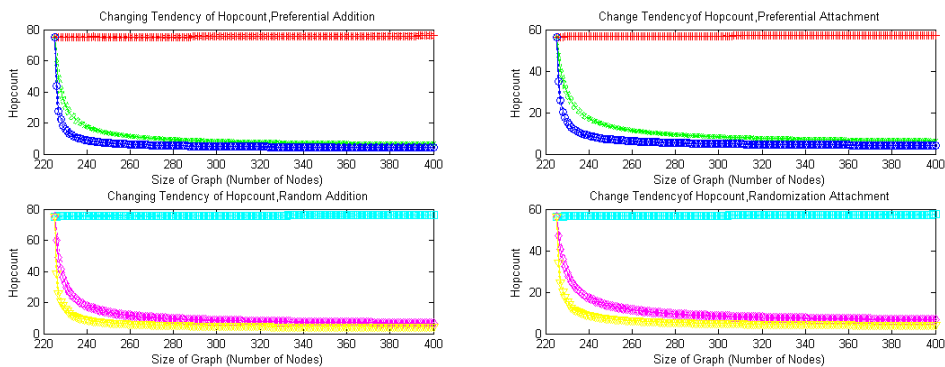 Changing Tendency of Hopcount,Preferential Addition
80
60
40
20
0
Hopcount
220 240 260 280 300 320 340 360 380 400
Size of Graph (Number of Nodes)
Change Tendencyof Hopcount,Preferential Attachment
60
40
20
0
Hopcount
220 240 260 280 300 320 340 360 380 400
Size of Graph (Number of Nodes)
Changing Tendency of Hopcount,Random Addition
80
60
40
20
0
Hopcount
220 240 260 280 300 320 340 360 380 400
Size of Graph (Number of Nodes)
Change Tendencyof Hopcount,Randomization Attachment
60
40
20
0
Hopcount
220 240 260 280 300 320 340 360 380 400
Size of Graph (Number of Nodes)